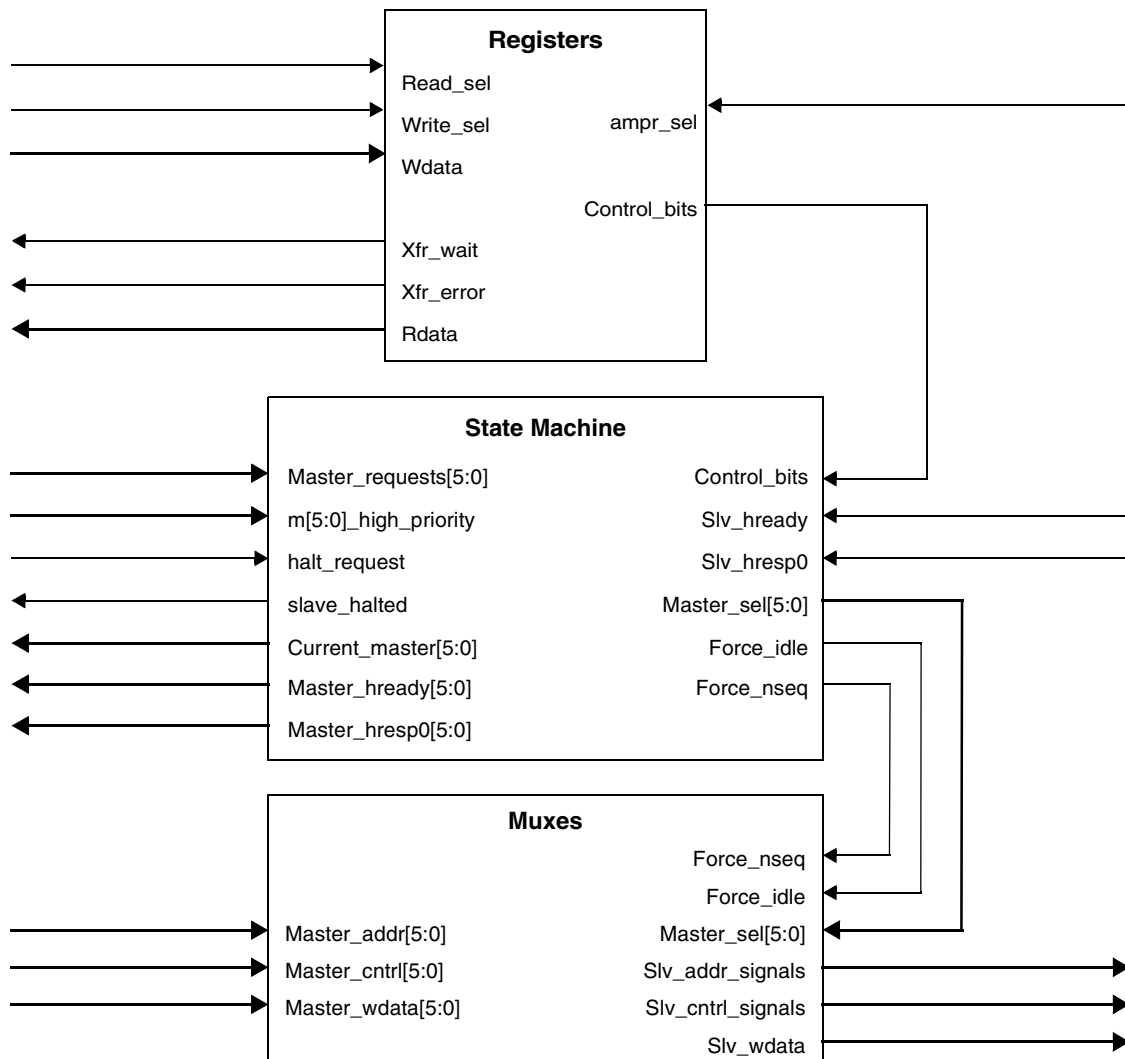 Registers
Read_sel
Write_sel
ampr_sel
Wdata
Control_bits
Xfr_wait
Xfr_error
Rdata
State Machine
Master_requests[5:0]
Control_bits
m[5:0]_high_priority
Slv_hready
halt_request
Slv_hresp0
slave_halted
Master_sel[5:0]
Current_master[5:0]
Force_idle
Master_hready[5:0]
Force_nseq
Master_hresp0[5:0]
Muxes
Force_nseq
Force_idle
Master_addr[5:0]
Master_sel[5:0]
Master_cntrl[5:0]
Slv_addr_signals
Master_wdata[5:0]
Slv_cntrl_signals
Slv_wdata